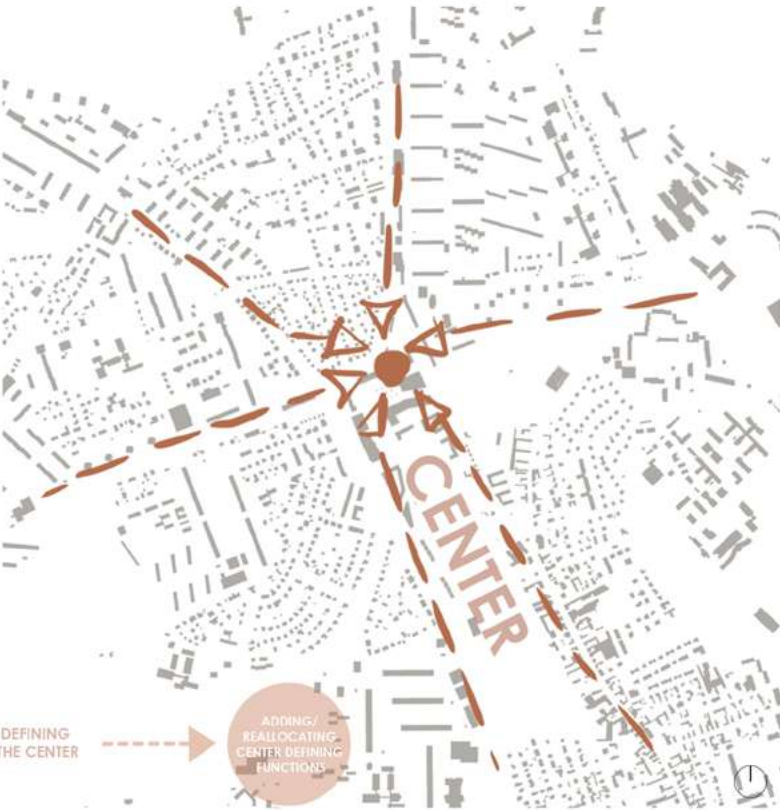 CENTER
DEFINING
THE CENTER
ADDING/
REALLOCATING
CENTER DEFINING
FUNCTIONS